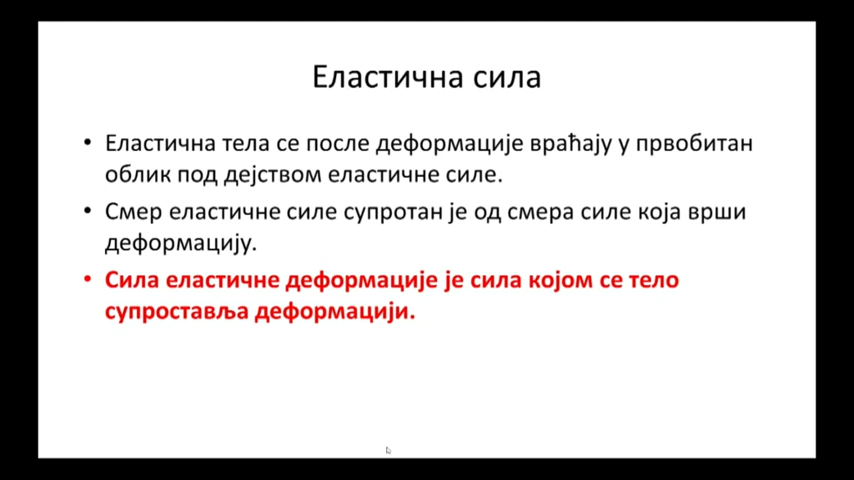 Еластична сила
• Еластична тела се после деформације враћају у првобитан
облик под дејством еластичне силе.
• Смер еластичне силе супротан је од смера силе која врши
деформацију.
• Сила еластичне деформације је сила којом се тело
супроставља деформацији.